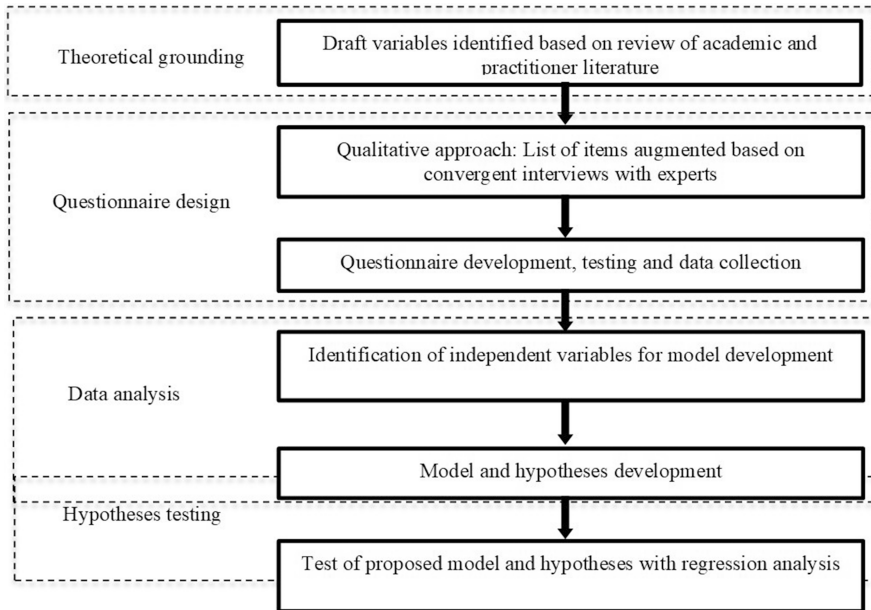 Theoretical grounding
Draft variables identified based on review of academic and
practitioner literature
Questionnaire design
Qualitative approach: List of items augmented based on
convergent interviews with experts
Questionnaire development, testing and data collection
Data analysis
Identification of independent variables for model development
Model and hypotheses development
Hypotheses testing
Test of proposed model and hypotheses with regression analysis